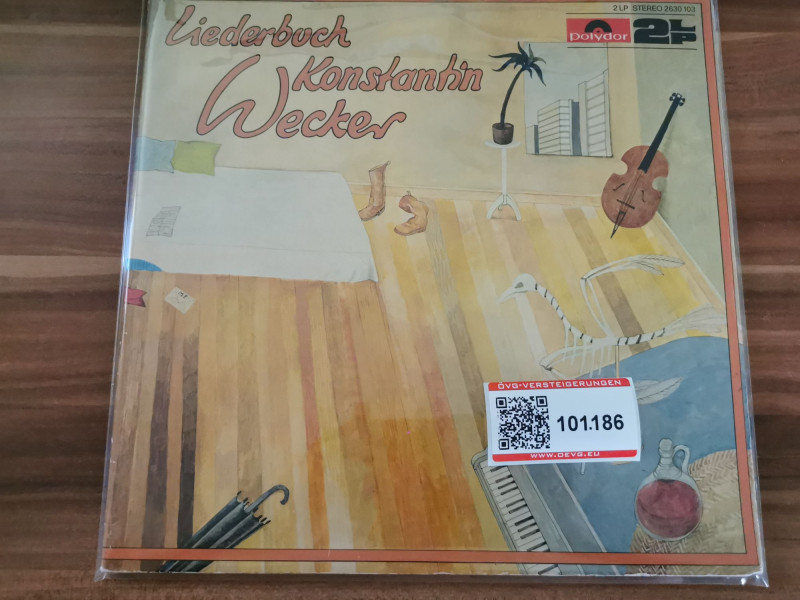 2 LP STEREO 2630 103
Liederbuch
Konstantin
Wecker
Polydor
2LP
ÖVG-VERSTEIGERUNGEN
101.186
WWW.OEVG.EU